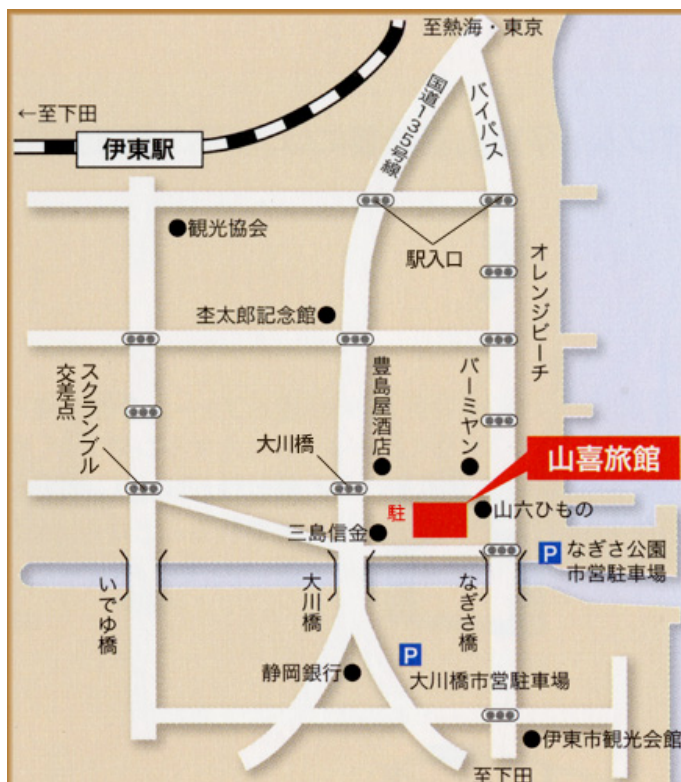 至熱海・東京
←至下田
伊東駅
国道135号線
バイパス
観光協会
駅入口
オレンジビーチ
杢太郎記念館
スクランブル
交差点
豊島屋酒店
バーミヤン
大川橋
山喜旅館
駐
山六ひもの
三島信金
P
なぎさ公園
市営駐車場
いでゆ橋
大川橋
なぎさ橋
P
静岡銀行
大川橋市営駐車場
伊東市観光会館
至下田